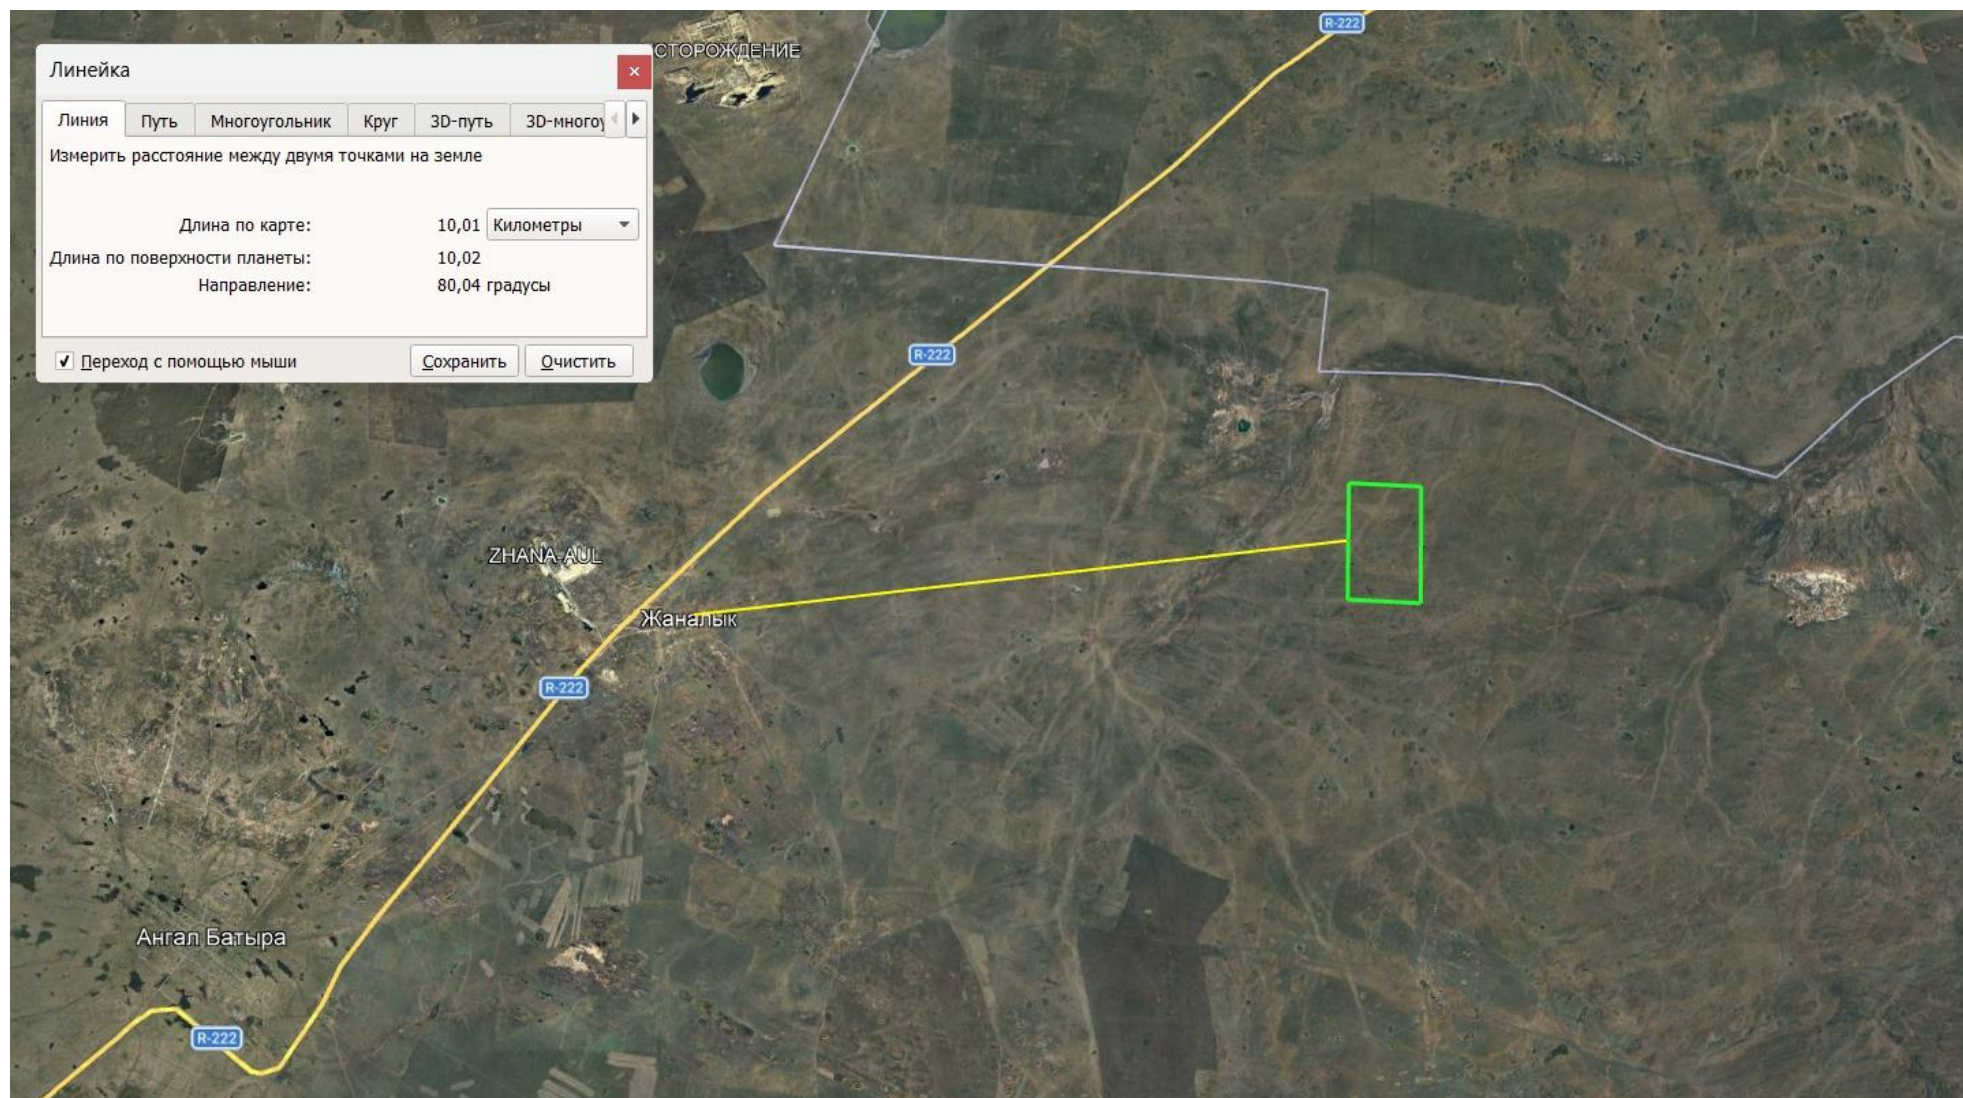 R-222
СТОРОЖДЕНИЕ
Линейка
Линия Путь Многоугольник Круг 3D-путь 3D-многоу
Измерить расстояние между двумя точками на земле
Длина по карте: 10,01 Километры
Длина по поверхности планеты: 10,02
Направление: 80,04 градусы
✔ Переход с помощью мыши Сохранить Очистить
R-222
ZHANA-AUL
Жаналык
R-222
Ангал Батыра
R-222